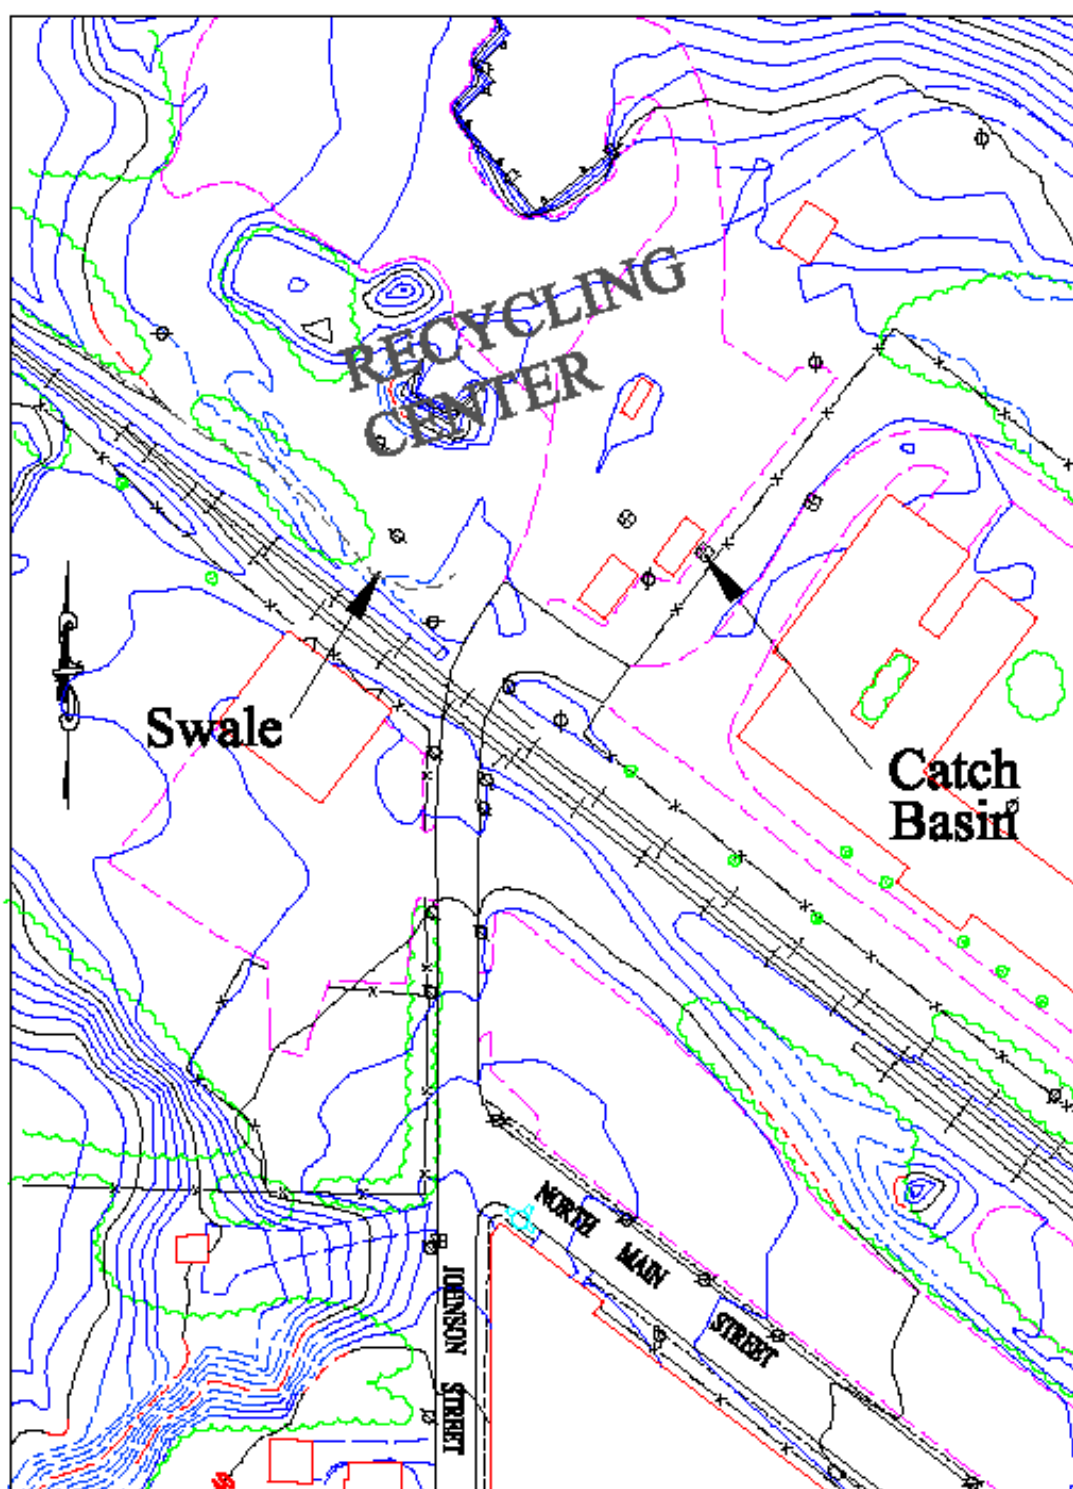 RECYCLING
CENTER
Swale
Catch
Basin
NORTH MAIN STREET
JOHNSON STREET